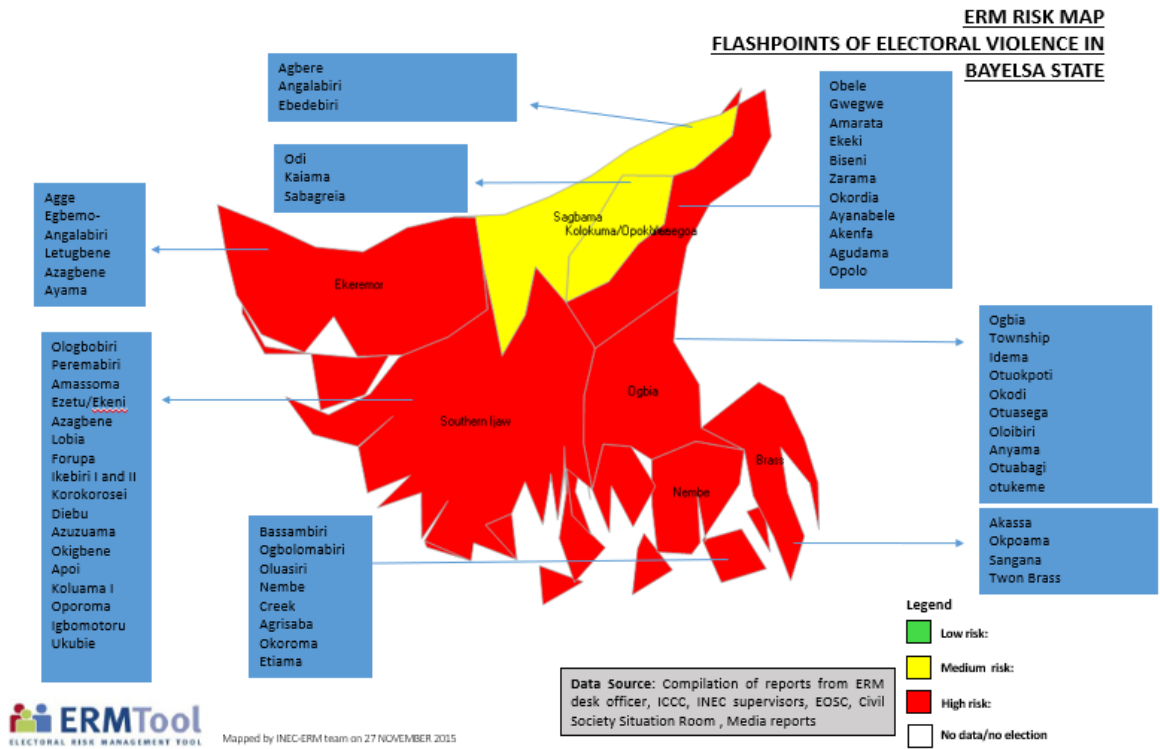 ERM RISK MAP
FLASHPOINTS OF ELECTORAL VIOLENCE IN
BAYELSA STATE
Agbere
Angalabiri
Ebedebiri
Odi
Kaiama
Sabagreia
Agge
Egbemo-
Angalabiri
Letugbene
Azagbene
Ayama
Ologbobiri
Peremabiri
Amassoma
Ezetu/Ekeni
Azagbene
Lobia
Forupa
Ikebiri I and II
Korokorosei
Diebu
Azuzuama
Okigbene
Apoi
Koluama I
Oporoma
Igbomotoru
Ukubie
Bassambiri
Ogbolomabiri
Oluasiri
Nembe
Creek
Agrisaba
Okoroma
Etiama
Obele
Gwegwe
Amarata
Ekeki
Biseni
Zarama
Okordia
Ayanabele
Akenfa
Agudama
Opolo
Ogbia
Township
Idema
Otuokpoti
Okodi
Otuasega
Oloibiri
Anyama
Otuabagi
otukeme
Akassa
Okpoama
Sangana
Twon Brass
Sagbama
Ekeremor
Southern Ijaw
Ogbia
Nembe
Brass
Legend
Low risk:
Medium risk:
High risk:
No data/no election
Data Source: Compilation of reports from ERM
desk officer, ICCC, INEC supervisors, EOSC, Civil
Society Situation Room , Media reports
ERMTool
ELECTORAL RISK MANAGEMENT TOOL
Mapped by INEC-ERM team on 27 NOVEMBER 2015